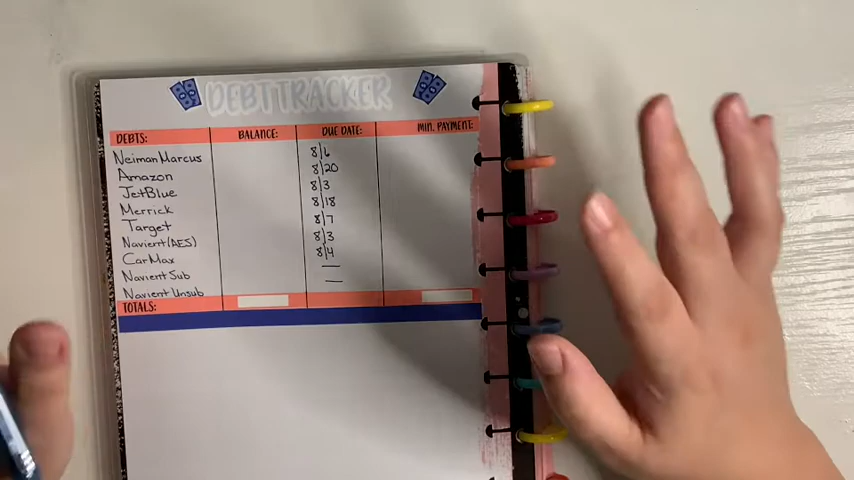 DEBT TRACKER
DEBTS: BALANCE: DUE DATE: MIN. PAYMENT:
Neiman Marcus 8/6
Amazon 8/20
JetBlue 8/3
Merrick 8/18
Target 8/7
Navient (AES) 8/3
CarMax 8/4
Navient Sub —
Navient Unsub —
TOTALS: